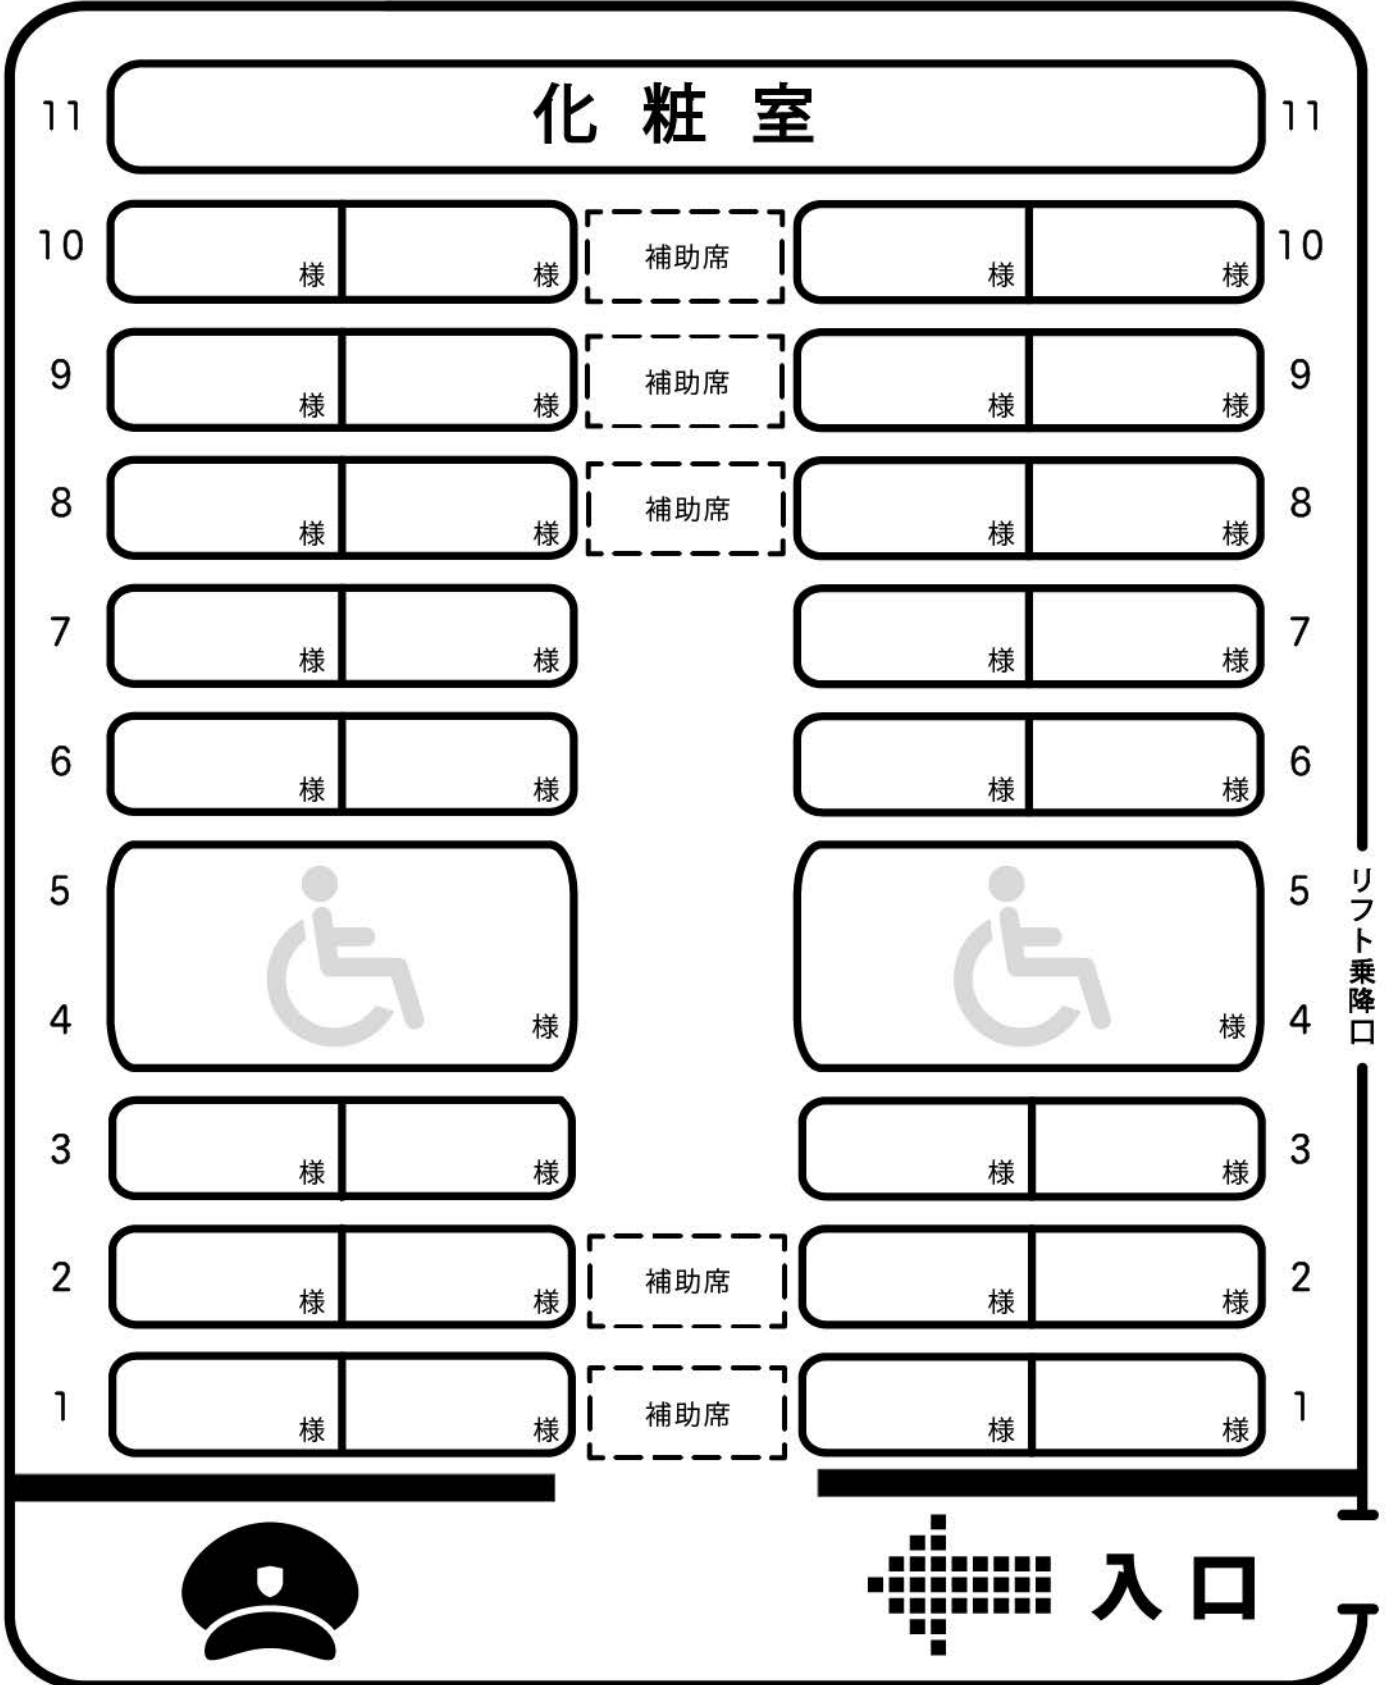 11 化粧室 11
10 様 様 補助席 様 様 10
9 様 様 補助席 様 様 9
8 様 様 補助席 様 様 8
7 様 様 様 様 7
6 様 様 様 様 6
5 5
リフト乗降口
4 様 様 4
3 様 様 様 様 3
2 様 様 補助席 様 様 2
1 様 様 補助席 様 様 1
入口